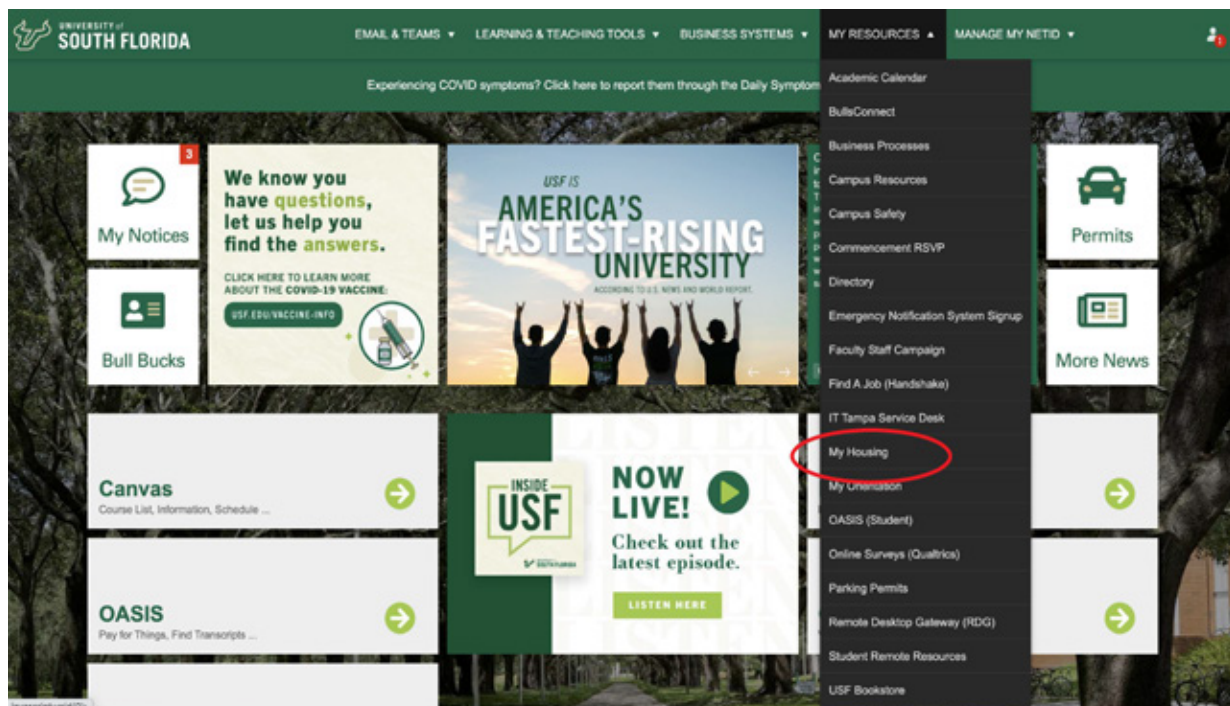 UNIVERSITY of
SOUTH FLORIDA
EMAIL & TEAMS ▼
LEARNING & TEACHING TOOLS ▼
BUSINESS SYSTEMS ▼
MY RESOURCES ▲
MANAGE MY NETID ▼
1
Experiencing COVID symptoms? Click here to report them through the Daily Symptom
Academic Calendar
BullsConnect
Business Processes
Campus Resources
Campus Safety
Commencement RSVP
Directory
Emergency Notification System Signup
Faculty Staff Campaign
Find A Job (Handshake)
IT Tampa Service Desk
My Housing
My Orientation
OASIS (Student)
Online Surveys (Qualtrics)
Parking Permits
Remote Desktop Gateway (RDG)
Student Remote Resources
USF Bookstore
3
My Notices
Bull Bucks
We know you
have questions,
let us help you
find the answers.
CLICK HERE TO LEARN MORE
ABOUT THE COVID-19 VACCINE:
USF.EDU/VACCINE-INFO
USF IS
AMERICA'S
FASTEST-RISING
UNIVERSITY
ACCORDING TO U.S. NEWS AND WORLD REPORT.
Permits
More News
Canvas
Course List, Information, Schedule ...
OASIS
Pay for Things, Find Transcripts ...
LISTEN
INSIDE
USF
UNIVERSITY of
SOUTH FLORIDA
NOW
LIVE!
Check out the
latest episode.
LISTEN HERE